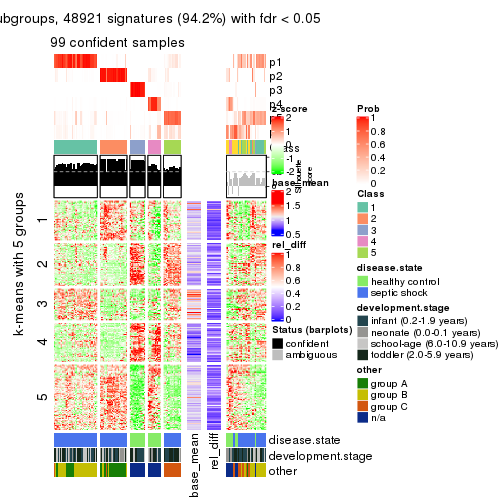 ubgroups, 48921 signatures (94.2%) with fdr < 0.05
99 confident samples
p1
p2
p3
p4
z-score
2
1
0
-1
-2
Silhouette
score
base_mean
2
1.5
1
0.5
rel_diff
1
0.8
0.6
0.4
0.2
0
Status (barplots)
confident
ambiguous
Prob
1
0.8
0.6
0.4
0.2
0
Class
1
2
3
4
5
disease.state
healthy control
septic shock
development.stage
infant (0.2-1.9 years)
neonate (0.0-0.1 years)
school-age (6.0-10.9 years)
toddler (2.0-5.9 years)
other
group A
group B
group C
n/a
k-means with 5 groups
1
2
3
4
5
disease.state
development.stage
other
base_mean
rel_diff